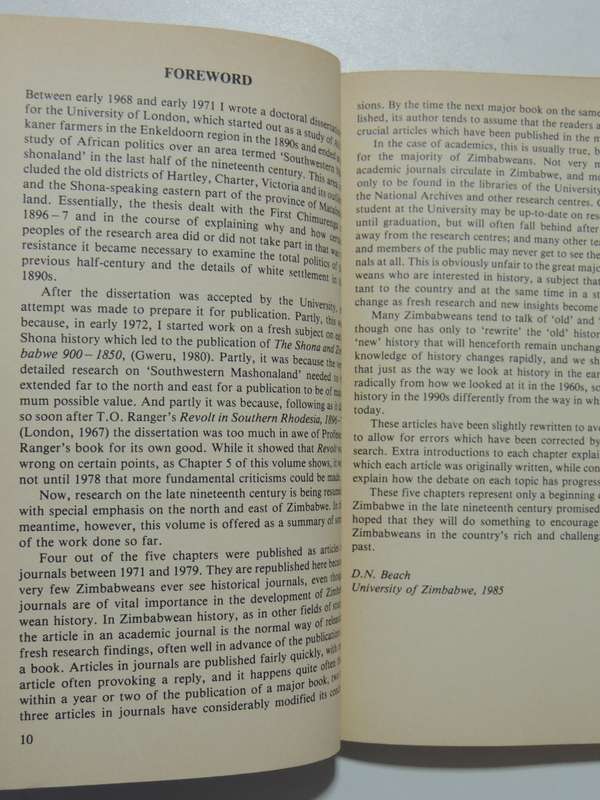 FOREWORD
Between early 1968 and early 1971 I wrote a doctoral dissertation
for the University of London, which started out as a study of
kaner farmers in the Enkeldoorn region in the 1890s and ended
study of African politics over an area termed 'Southwestern
shonaland' in the last half of the nineteenth century. This area
cluded the old districts of Hartley, Charter, Victoria and its
and the Shona-speaking eastern part of the province of
land. Essentially, the thesis dealt with the First Chimurenga
1896–7 and in the course of explaining why and how
peoples of the research area did or did not take part in that
resistance it became necessary to examine the total politics of
previous half-century and the details of white settlement in
1890s.
After the dissertation was accepted by the University,
attempt was made to prepare it for publication. Partly, this
because, in early 1972, I started work on a fresh subject on
Shona history which led to the publication of The Shona and
babwe 900–1850, (Gweru, 1980). Partly, it was because the
detailed research on 'Southwestern Mashonaland' needed to
extended far to the north and east for a publication to be of
mum possible value. And partly it was because, following as it
so soon after T.O. Ranger's Revolt in Southern Rhodesia, 1896–
(London, 1967) the dissertation was too much in awe of
Ranger's book for its own good. While it showed that Revolt
wrong on certain points, as Chapter 5 of this volume shows, it
not until 1978 that more fundamental criticisms could be made.
Now, research on the late nineteenth century is being
with special emphasis on the north and east of Zimbabwe. In
meantime, however, this volume is offered as a summary of
of the work done so far.
Four out of the five chapters were published as articles
journals between 1971 and 1979. They are republished here
very few Zimbabweans ever see historical journals, even
journals are of vital importance in the development of
wean history. In Zimbabwean history, as in other fields of
the article in an academic journal is the normal way of
fresh research findings, often well in advance of the publication
a book. Articles in journals are published fairly quickly, with
article often provoking a reply, and it happens quite often
within a year or two of the publication of a major book, two
three articles in journals have considerably modified its
10
sions. By the time the next major book on the same
lished, its author tends to assume that the readers
crucial articles which have been published in the
In the case of academics, this is usually true,
for the majority of Zimbabweans. Not very
academic journals circulate in Zimbabwe, and
only to be found in the libraries of the University
the National Archives and other research centres.
student at the University may be up-to-date on
until graduation, but will often fall behind after
away from the research centres; and many other
and members of the public may never get to see the
nals at all. This is obviously unfair to the great
weans who are interested in history, a subject that
tant to the country and at the same time in a
change as fresh research and new insights become
Many Zimbabweans tend to talk of 'old' and
though one has only to 'rewrite' the 'old'
'new' history that will henceforth remain
knowledge of history changes rapidly, and we
that just as the way we look at history in the
radically from how we looked at it in the 1960s,
history in the 1990s differently from the way in
today.
These articles have been slightly rewritten to
to allow for errors which have been corrected by
search. Extra introductions to each chapter explain
which each article was originally written, while
explain how the debate on each topic has
These five chapters represent only a beginning
Zimbabwe in the late nineteenth century promised
hoped that they will do something to encourage
Zimbabweans in the country's rich and
past.
D.N. Beach
University of Zimbabwe, 1985